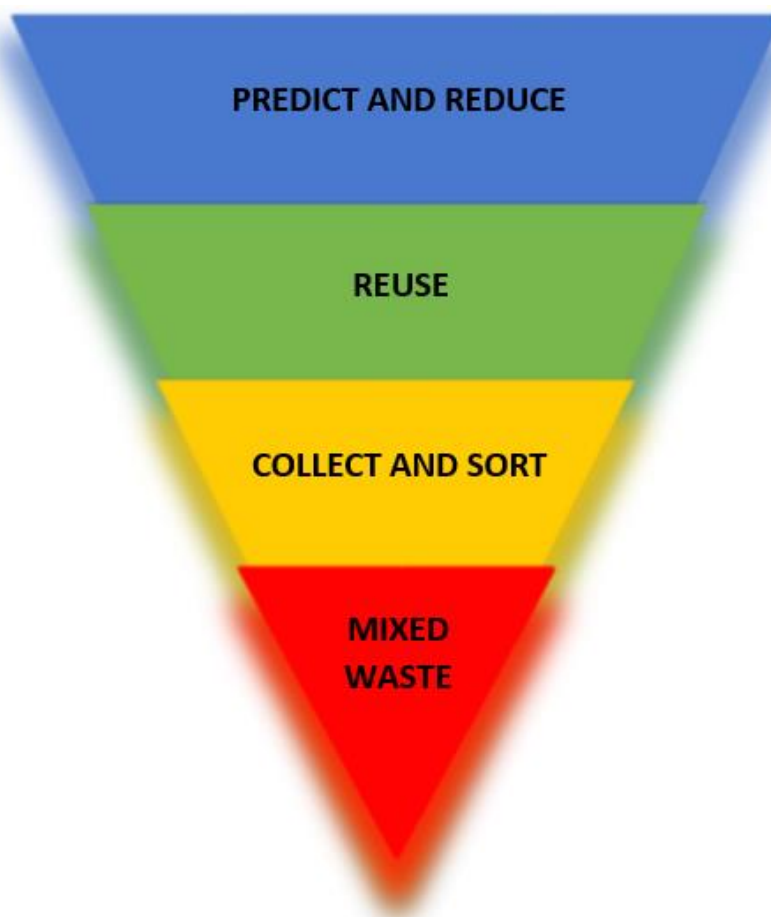 PREDICT AND REDUCE
REUSE
COLLECT AND SORT
MIXED
WASTE